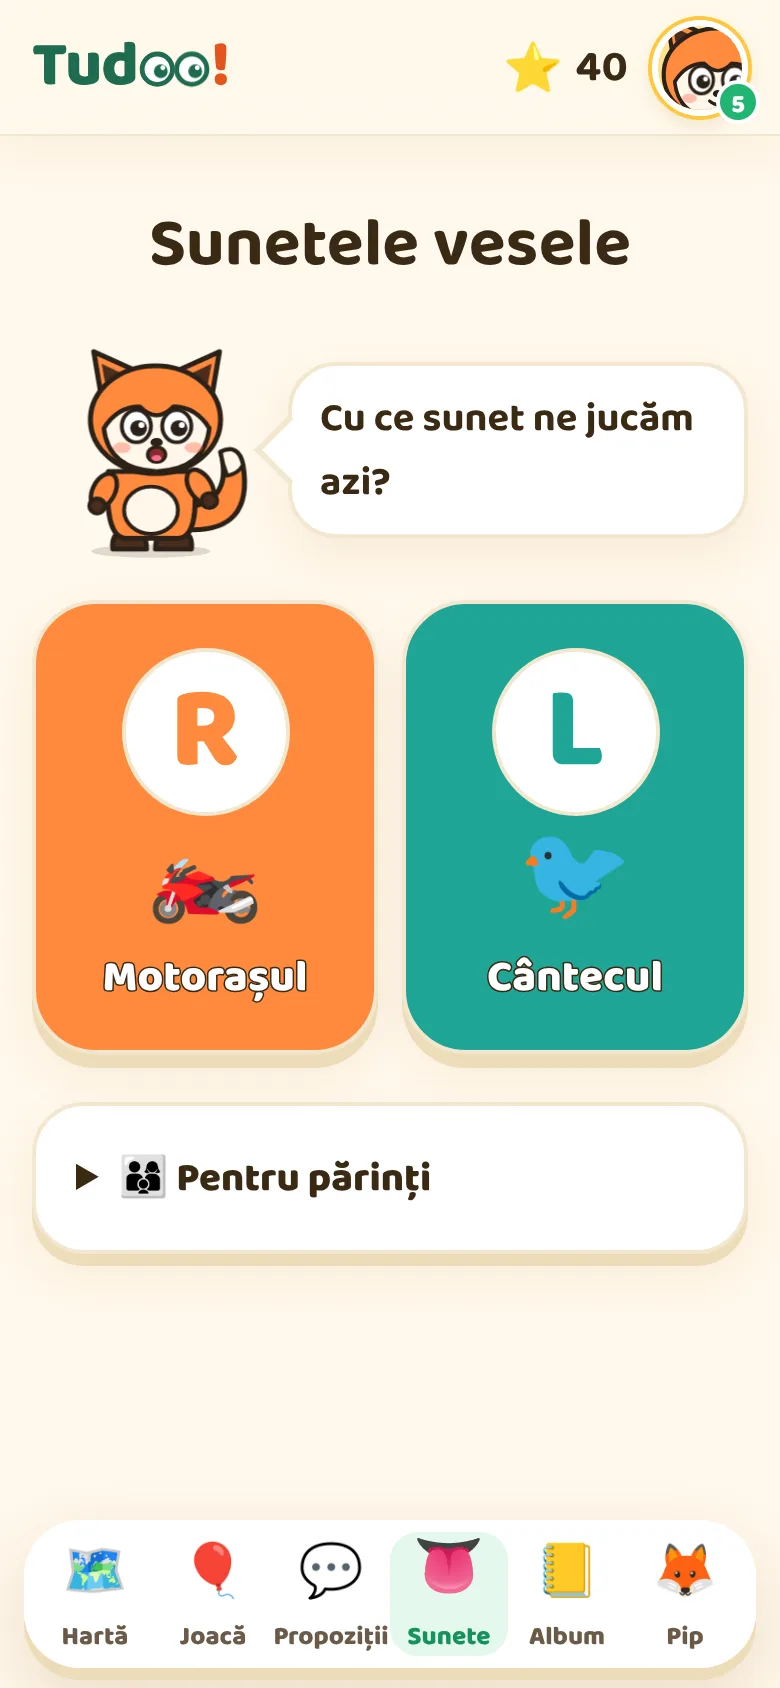 Tudoo!
40
5
Sunetele vesele
Cu ce sunet ne jucăm
azi?
R
L
Motorașul
Cântecul
Pentru părinți
Hartă
Joacă
Propoziții
Sunete
Album
Pip